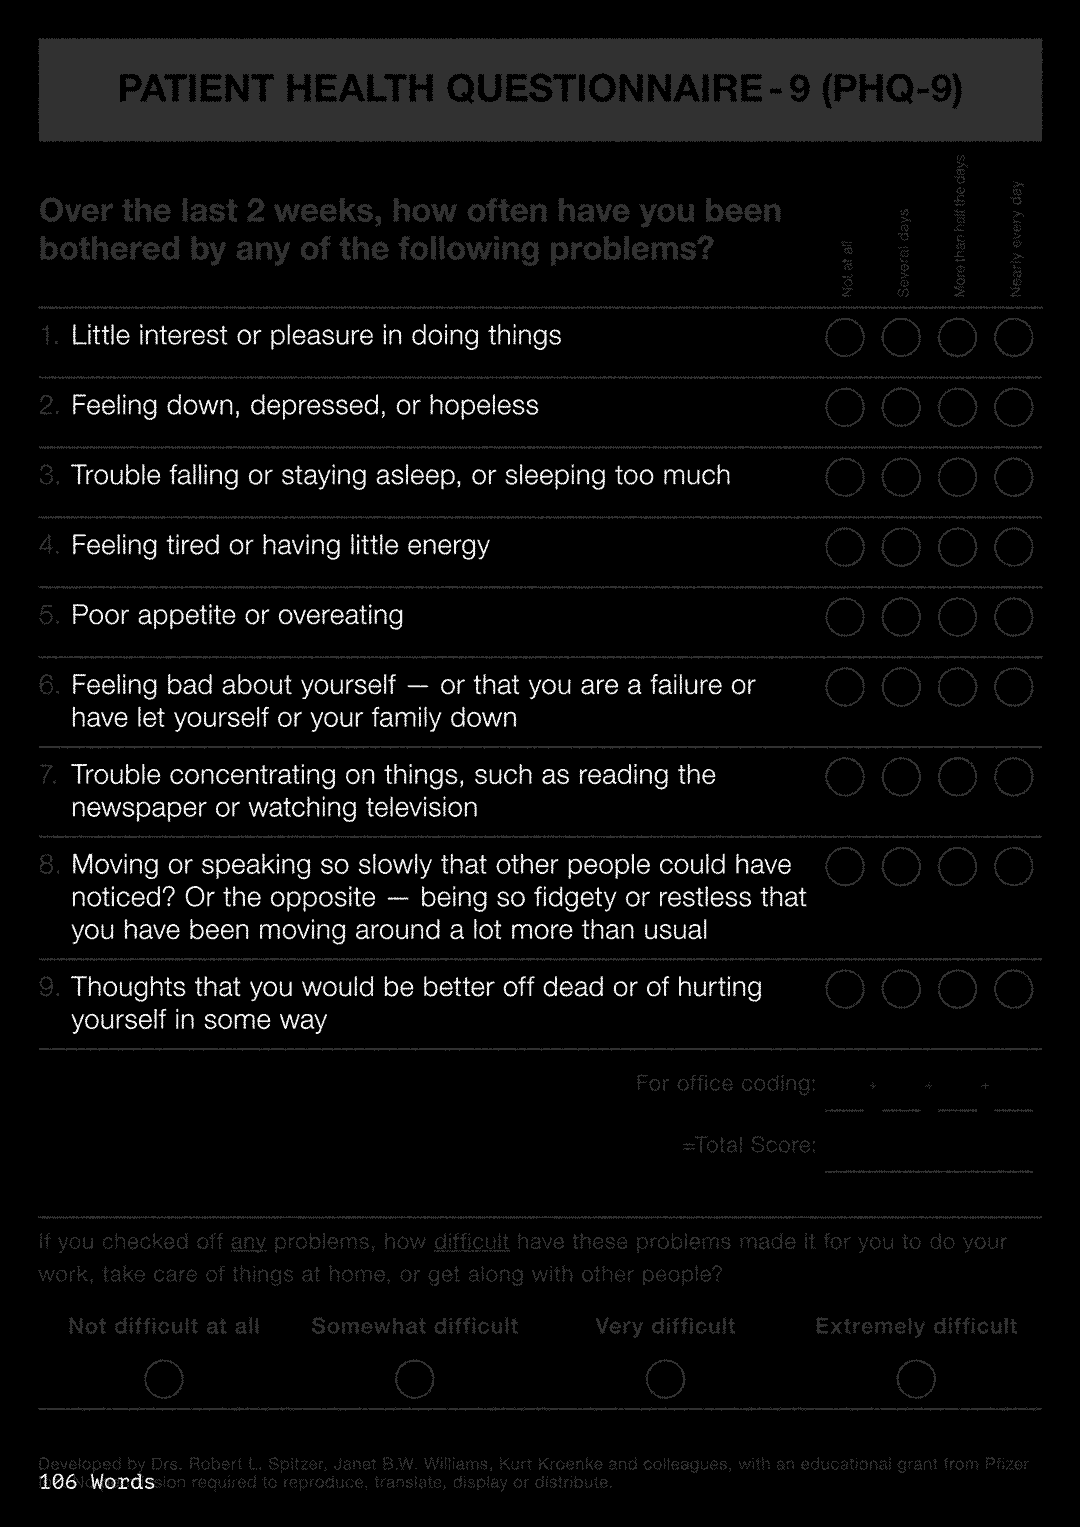 PATIENT HEALTH QUESTIONNAIRE - 9 (PHQ-9)
Over the last 2 weeks, how often have you been
bothered by any of the following problems?
Not at all
Several days
More than half the days
Nearly every day
1. Little interest or pleasure in doing things
2. Feeling down, depressed, or hopeless
3. Trouble falling or staying asleep, or sleeping too much
4. Feeling tired or having little energy
5. Poor appetite or overeating
6. Feeling bad about yourself — or that you are a failure or
have let yourself or your family down
7. Trouble concentrating on things, such as reading the
newspaper or watching television
8. Moving or speaking so slowly that other people could have
noticed? Or the opposite — being so fidgety or restless that
you have been moving around a lot more than usual
9. Thoughts that you would be better off dead or of hurting
yourself in some way
For office coding: + + +
=Total Score:
If you checked off any problems, how difficult have these problems made it for you to do your
work, take care of things at home, or get along with other people?
Not difficult at all Somewhat difficult Very difficult Extremely difficult
Developed by Drs. Robert L. Spitzer, Janet B.W. Williams, Kurt Kroenke and colleagues, with an educational grant from Pfizer
required to reproduce, translate, display or distribute.
106 Words